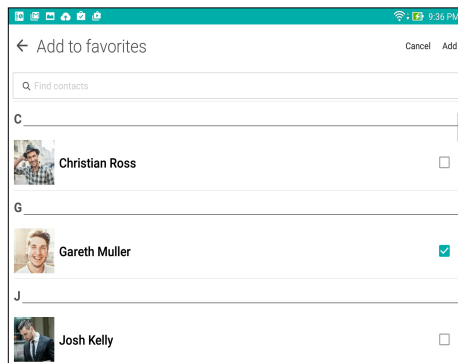 9:36 PM
Add to favorites
Cancel Add
Find contacts
C
Christian Ross
G
Gareth Muller
J
Josh Kelly